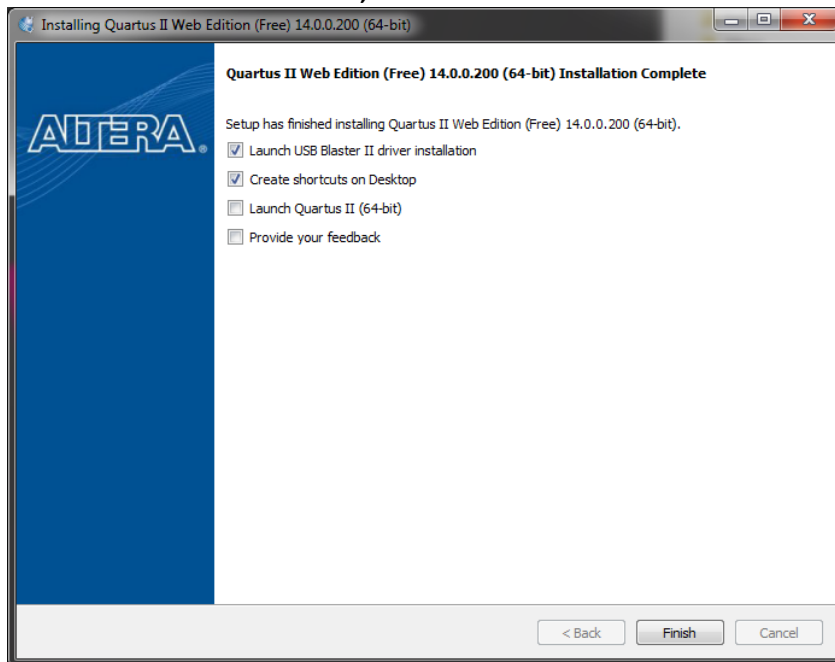 Installing Quartus II Web Edition (Free) 14.0.0.200 (64-bit)
Quartus II Web Edition (Free) 14.0.0.200 (64-bit) Installation Complete
ALTERA®
Setup has finished installing Quartus II Web Edition (Free) 14.0.0.200 (64-bit).
Launch USB Blaster II driver installation
Create shortcuts on Desktop
Launch Quartus II (64-bit)
Provide your feedback
< Back
Finish
Cancel